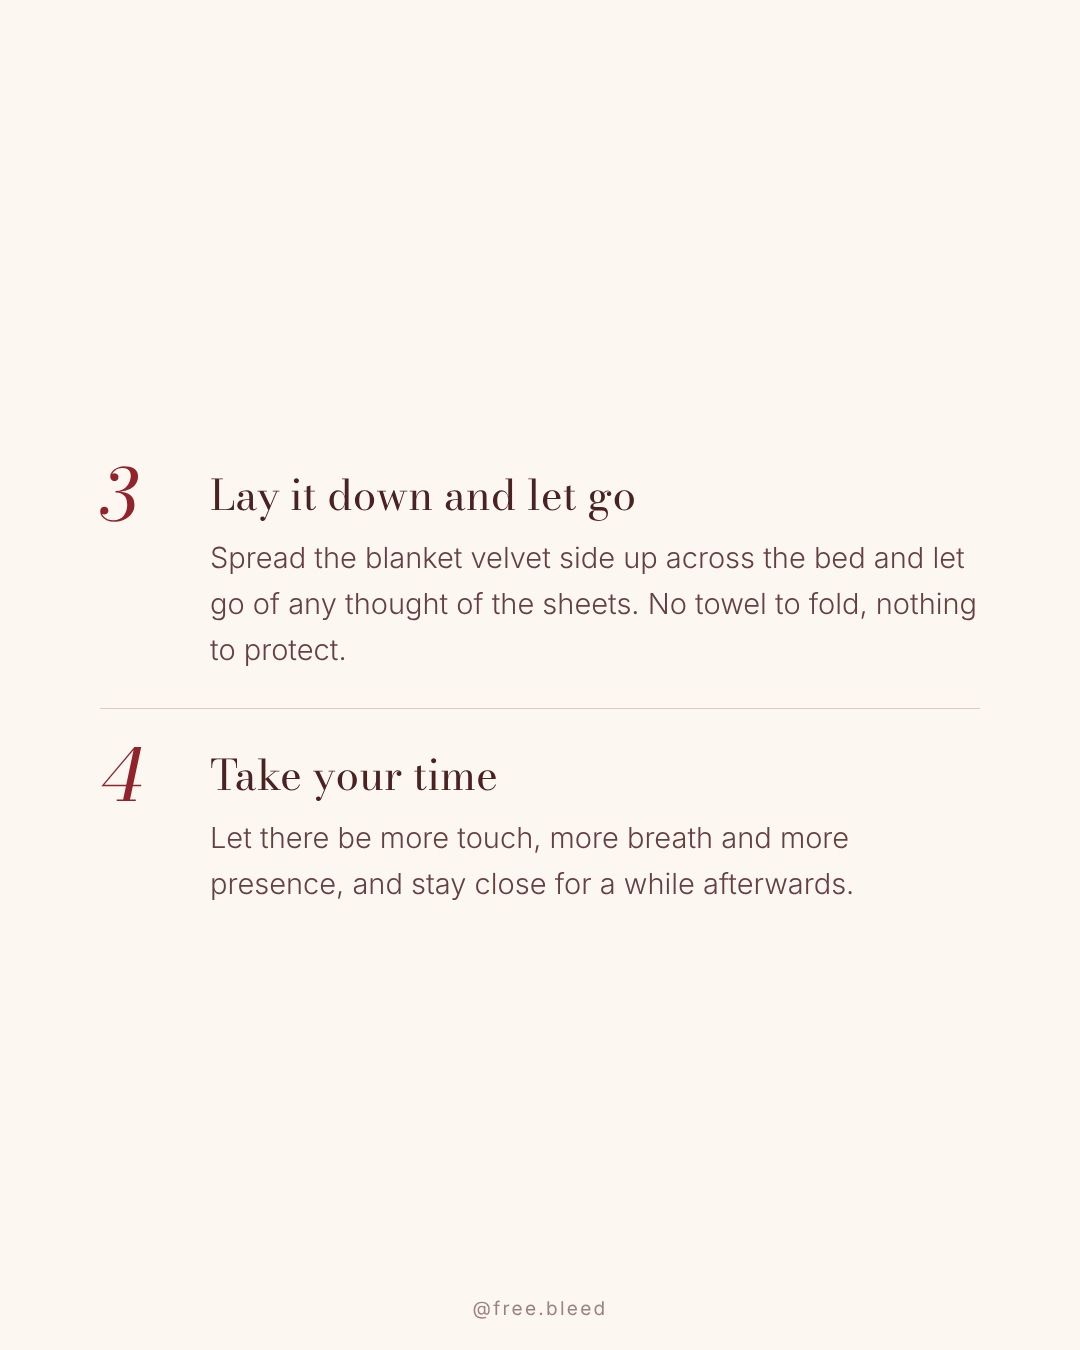 3
Lay it down and let go
Spread the blanket velvet side up across the bed and let
go of any thought of the sheets. No towel to fold, nothing
to protect.
4
Take your time
Let there be more touch, more breath and more
presence, and stay close for a while afterwards.
@free.bleed